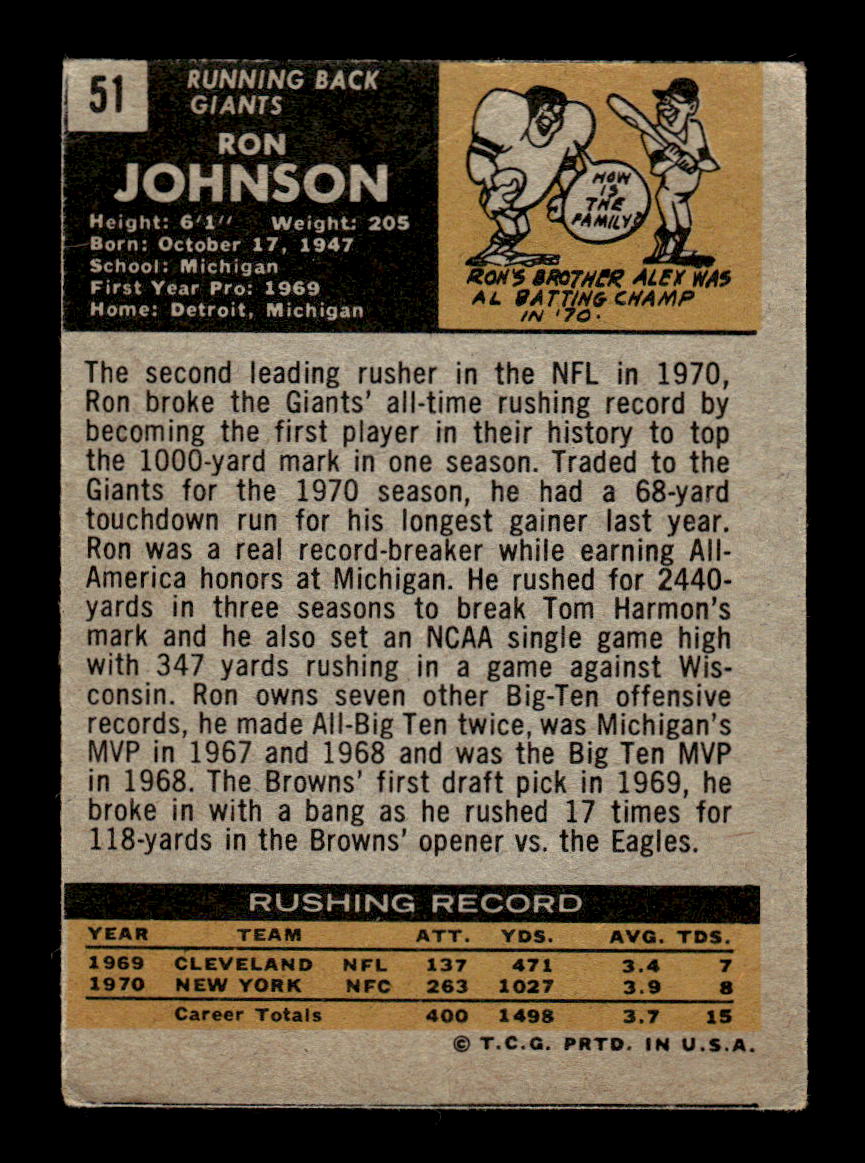 51
RUNNING BACK
GIANTS
RON
JOHNSON
Height: 6'1" Weight: 205
Born: October 17, 1947
School: Michigan
First Year Pro: 1969
Home: Detroit, Michigan
HOW
IS
THE
FAMILY?
RON'S BROTHER ALEX WAS
AL BATTING CHAMP
IN '70.
The second leading rusher in the NFL in 1970,
Ron broke the Giants' all-time rushing record by
becoming the first player in their history to top
the 1000-yard mark in one season. Traded to the
Giants for the 1970 season, he had a 68-yard
touchdown run for his longest gainer last year.
Ron was a real record-breaker while earning All-
America honors at Michigan. He rushed for 2440-
yards in three seasons to break Tom Harmon's
mark and he also set an NCAA single game high
with 347 yards rushing in a game against Wis-
consin. Ron owns seven other Big-Ten offensive
records, he made All-Big Ten twice, was Michigan's
MVP in 1967 and 1968 and was the Big Ten MVP
in 1968. The Browns' first draft pick in 1969, he
broke in with a bang as he rushed 17 times for
118-yards in the Browns' opener vs. the Eagles.
RUSHING RECORD
YEAR TEAM ATT. YDS. AVG. TDS.
1969 CLEVELAND NFL 137 471 3.4 7
1970 NEW YORK NFC 263 1027 3.9 8
Career Totals 400 1498 3.7 15
© T.C.G. PRTD. IN U.S.A.